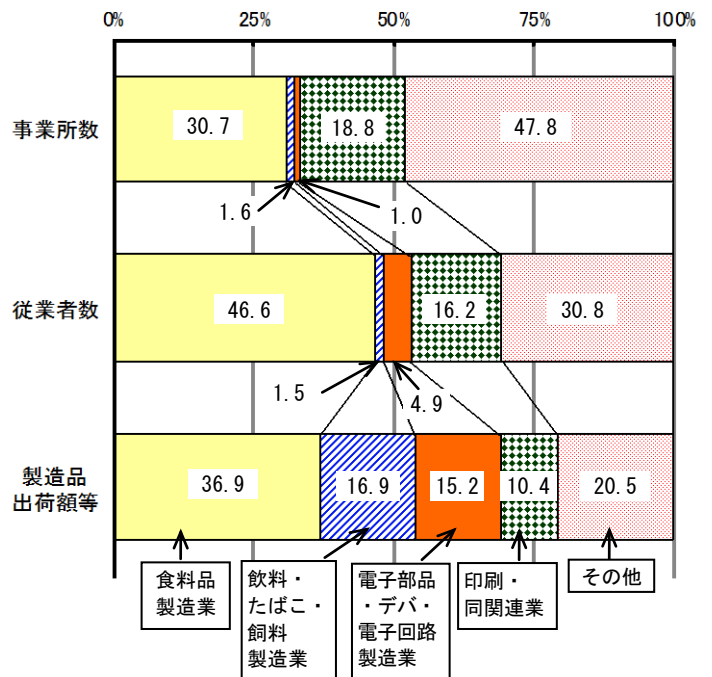 0% 25% 50% 75% 100%
事業所数
30.7 18.8 47.8
1.6 1.0
従業者数
46.6 16.2 30.8
1.5 4.9
製造品
出荷額等
36.9 16.9 15.2 10.4 20.5
食料品
製造業
飲料・
たばこ・
飼料
製造業
電子部品
・デバ・
電子回路
製造業
印刷・
同関連業
その他